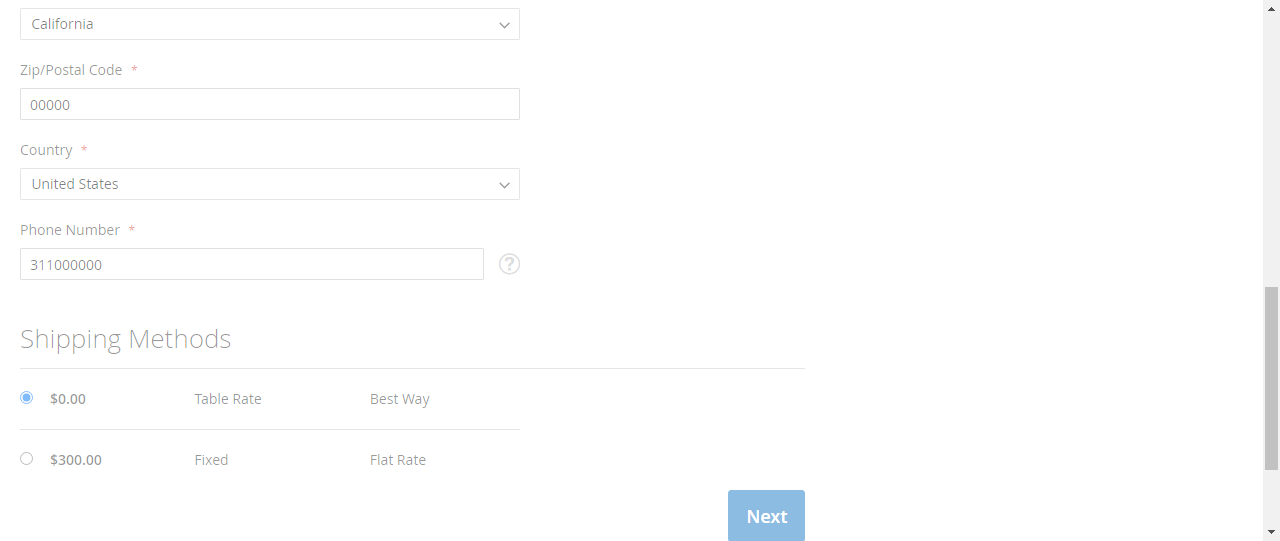 California
Zip/Postal Code *
00000
Country *
United States
Phone Number *
311000000
?
Shipping Methods
$0.00 Table Rate Best Way
$300.00 Fixed Flat Rate
Next